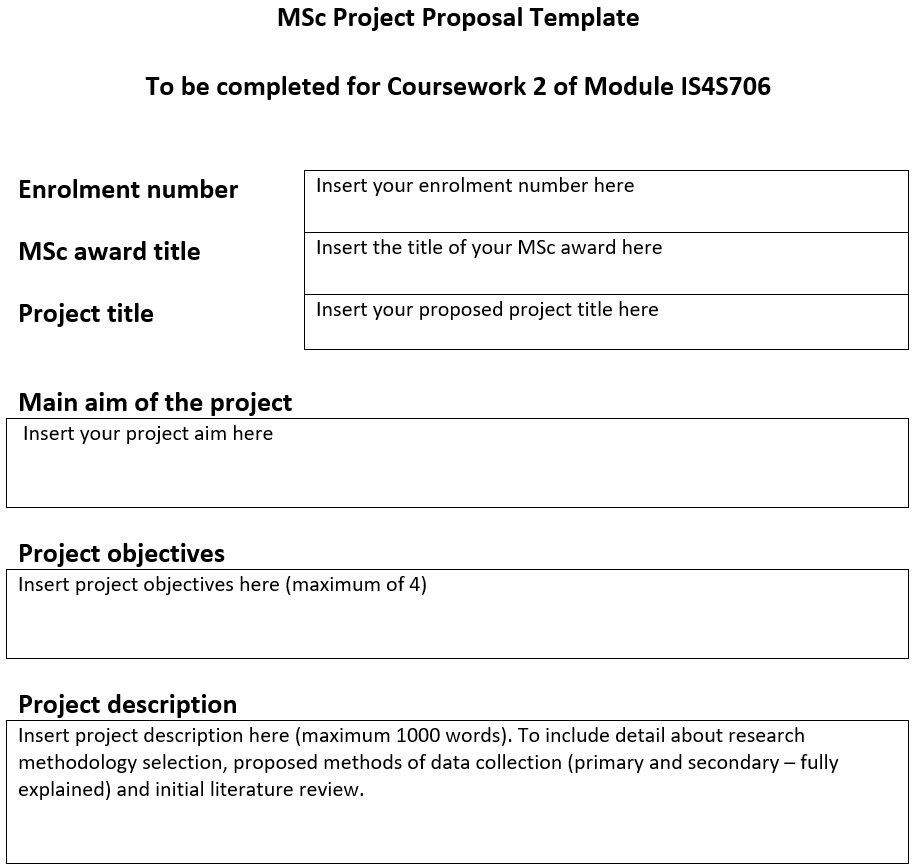 MSc Project Proposal Template
To be completed for Coursework 2 of Module IS4S706
Enrolment number
Insert your enrolment number here
MSc award title
Insert the title of your MSc award here
Project title
Insert your proposed project title here
Main aim of the project
Insert your project aim here
Project objectives
Insert project objectives here (maximum of 4)
Project description
Insert project description here (maximum 1000 words). To include detail about research
methodology selection, proposed methods of data collection (primary and secondary – fully
explained) and initial literature review.